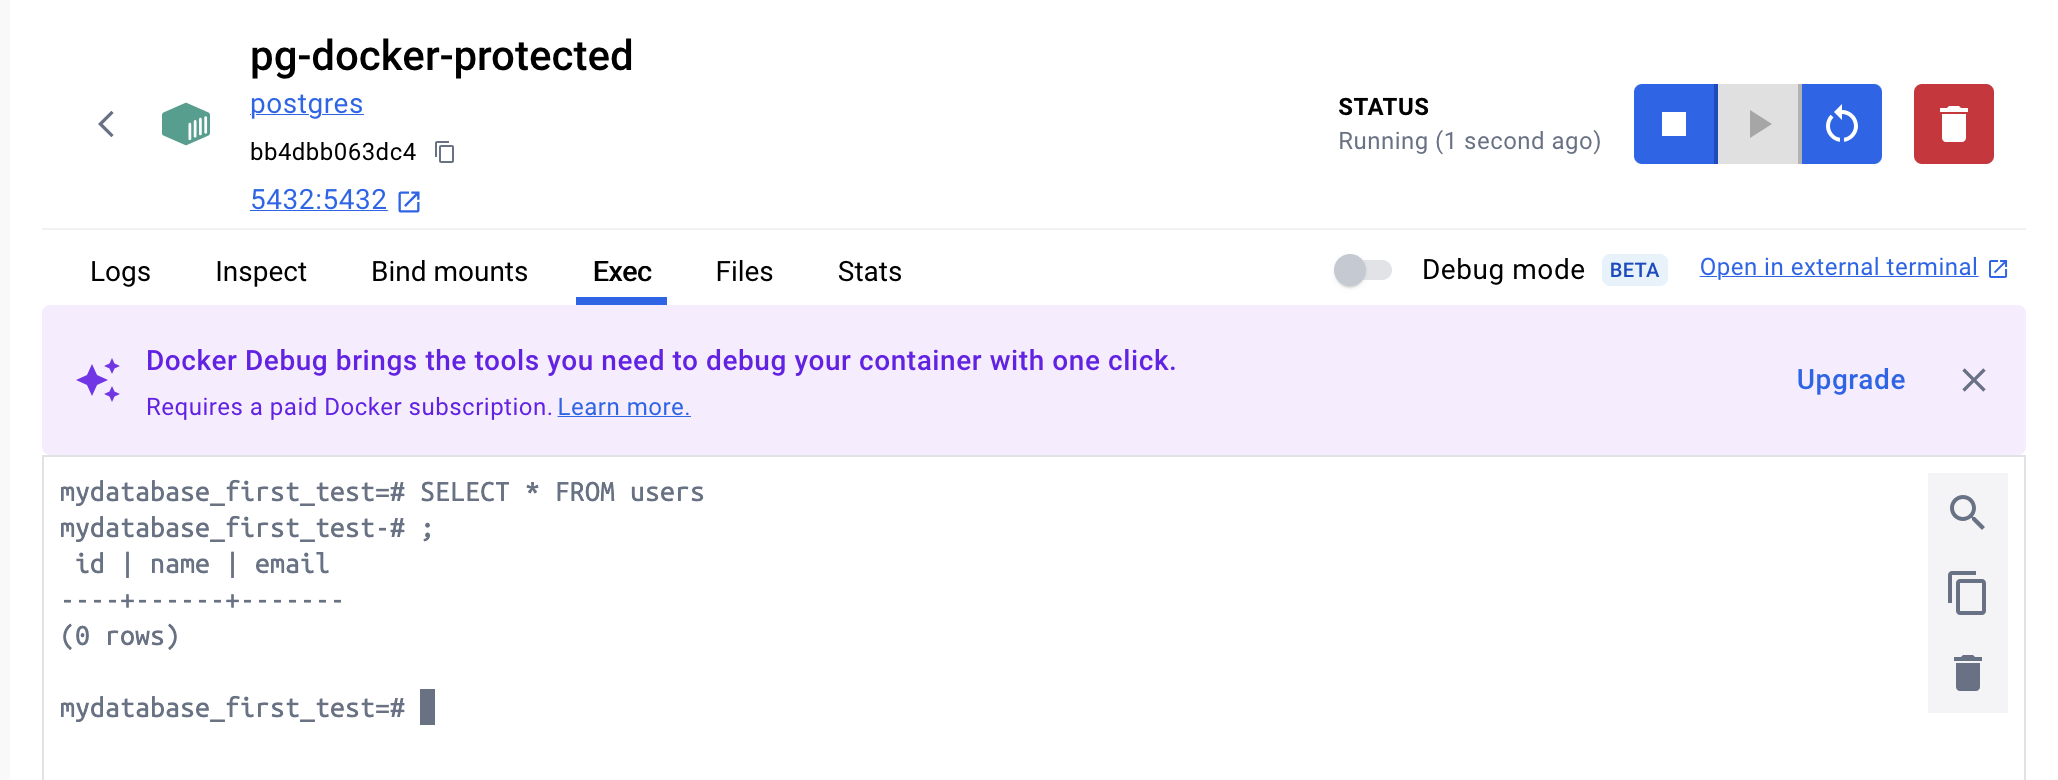 pg-docker-protected
postgres
bb4dbb063dc4
5432:5432
STATUS
Running (1 second ago)
Logs Inspect Bind mounts Exec Files Stats Debug mode BETA Open in external terminal
Docker Debug brings the tools you need to debug your container with one click.
Requires a paid Docker subscription. Learn more.
Upgrade
mydatabase_first_test=# SELECT * FROM users
mydatabase_first_test-# ;
 id | name | email
----+------+-------
(0 rows)
mydatabase_first_test=#